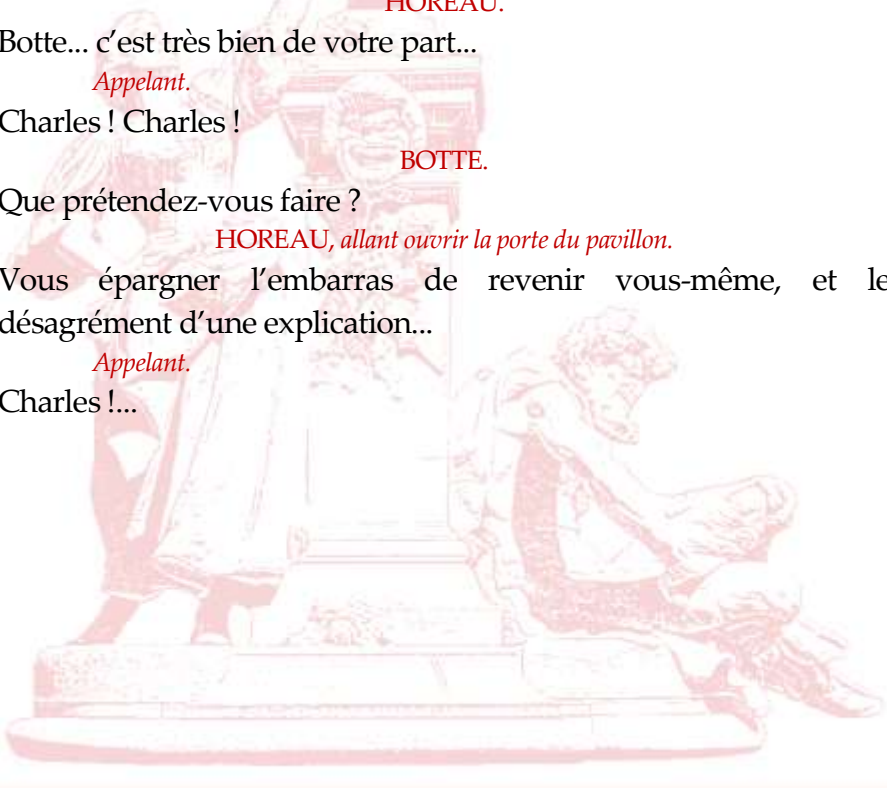 HOREAU.
Botte... c’est très bien de votre part...
Appelant.
Charles ! Charles !
BOTTE.
Que prétendez-vous faire ?
HOREAU, allant ouvrir la porte du pavillon.
Vous épargner l’embarras de revenir vous-même, et le
désagrément d’une explication...
Appelant.
Charles !...